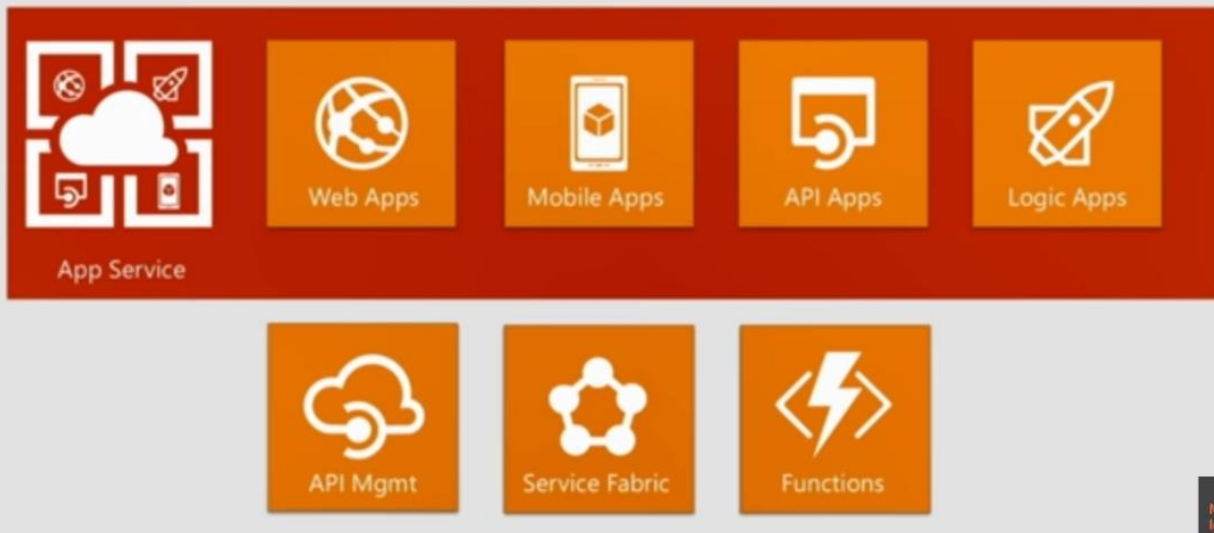 Web Apps
Mobile Apps
API Apps
Logic Apps
App Service
API Mgmt
Service Fabric
Functions